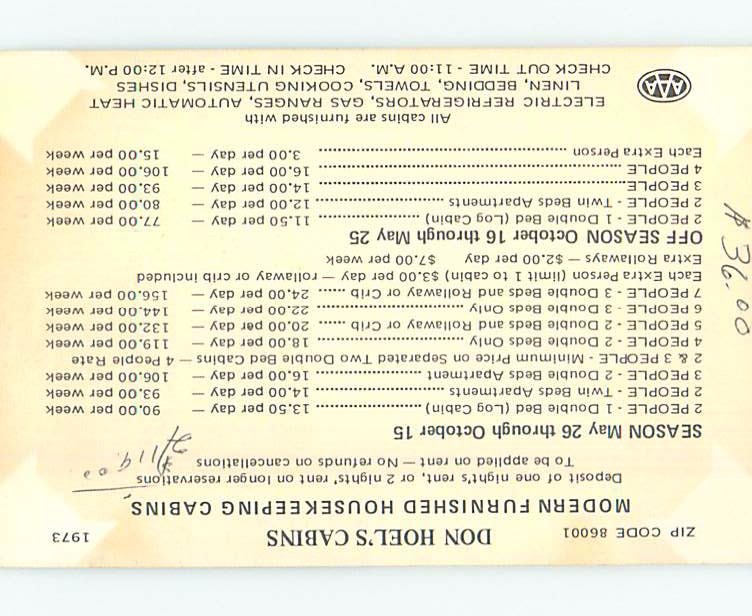 ZIP CODE 86001 DON HOEL'S CABINS 1973
MODERN FURNISHED HOUSEKEEPING CABINS
Deposit of one night's rent, or 2 nights' rent on longer reservations
To be applied on rent — No refunds on cancellations
SEASON May 26 through October 15
2 PEOPLE - 1 Double Bed (Log Cabin) ........ 13.50 per day — 90.00 per week
2 PEOPLE - Twin Beds Apartments ........ 14.00 per day — 93.00 per week
3 PEOPLE - 2 Double Beds Apartment ........ 16.00 per day — 106.00 per week
2 & 3 PEOPLE - Minimum Price on Separated Two Double Bed Cabins — 4 People Rate
4 PEOPLE - 2 Double Beds Only ........ 18.00 per day — 119.00 per week
5 PEOPLE - 2 Double Beds and Rollaway or Crib ..... 20.00 per day — 132.00 per week
6 PEOPLE - 3 Double Beds Only ........ 22.00 per day — 144.00 per week
7 PEOPLE - 3 Double Beds and Rollaway or Crib ..... 24.00 per day — 156.00 per week
Each Extra Person (limit 1 to cabin) $3.00 per day — rollaway or crib included
Extra Rollaways — $2.00 per day $7.00 per week
OFF SEASON October 16 through May 25
2 PEOPLE - 1 Double Bed (Log Cabin) ........ 11.50 per day — 77.00 per week
2 PEOPLE - Twin Beds Apartments ........ 12.00 per day — 80.00 per week
3 PEOPLE ........ 14.00 per day — 93.00 per week
4 PEOPLE ........ 16.00 per day — 106.00 per week
Each Extra Person ........ 3.00 per day — 15.00 per week
All cabins are furnished with
ELECTRIC REFRIGERATORS, GAS RANGES, AUTOMATIC HEAT
LINEN, BEDDING, TOWELS, COOKING UTENSILS, DISHES
CHECK OUT TIME - 11:00 A.M. CHECK IN TIME - after 12:00 P.M.
AAA
$36.00